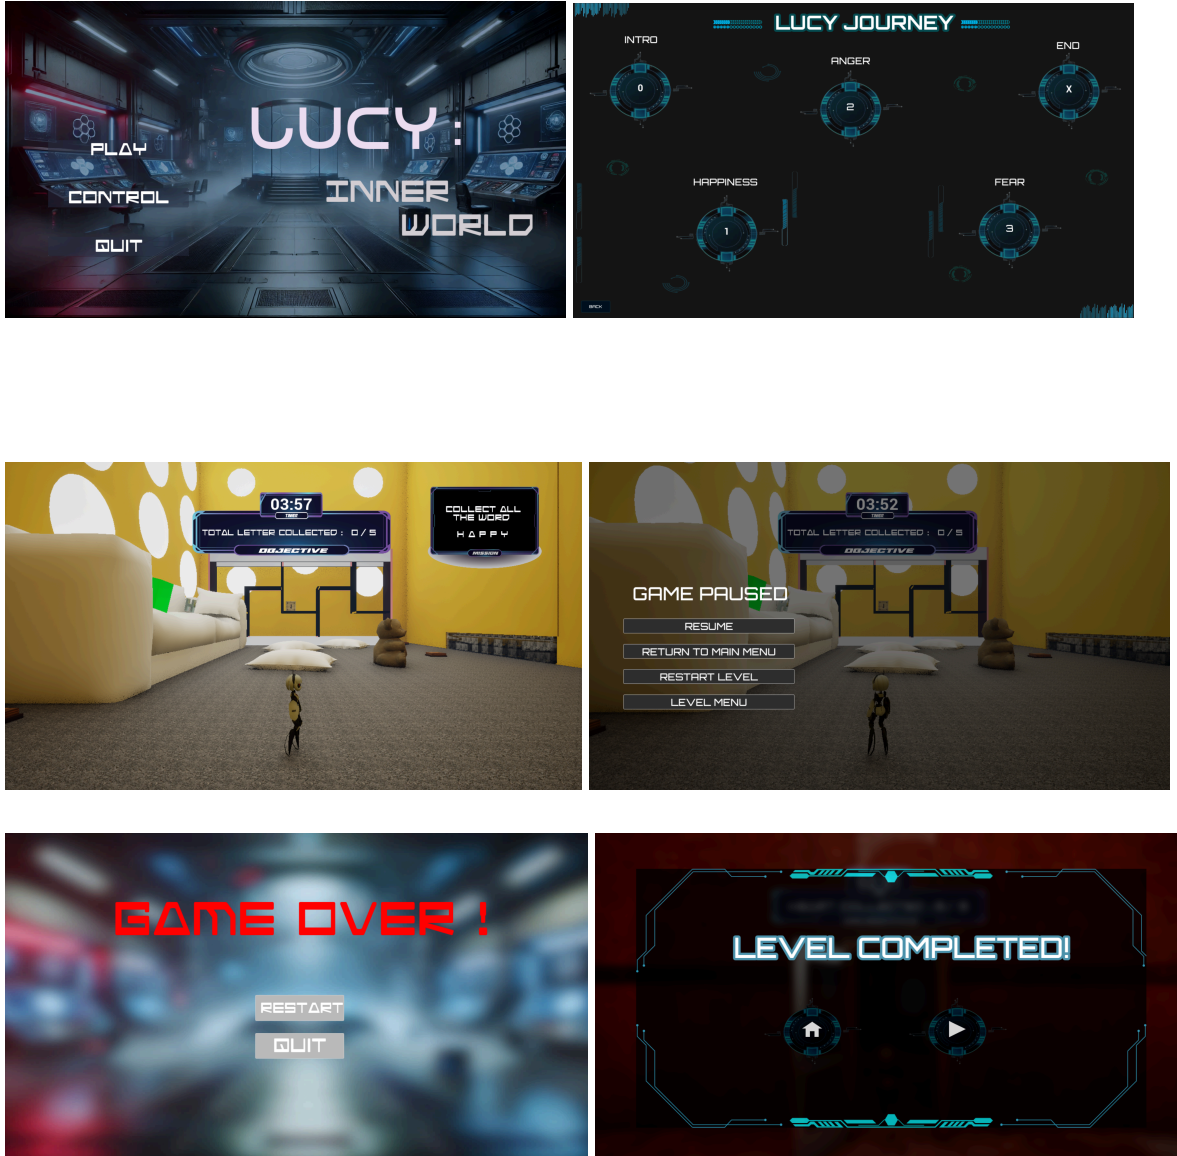 LUCY:
INNER
WORLD
PLAY
CONTROL
QUIT
LUCY JOURNEY
INTRO
0
ANGER
2
END
X
HAPPINESS
1
FEAR
3
BACK
03:57
TIMER
TOTAL LETTER COLLECTED : 0 / 5
OBJECTIVE
COLLECT ALL
THE WORD
H A P P Y
MISSION
03:52
TIMER
TOTAL LETTER COLLECTED : 0 / 5
OBJECTIVE
GAME PAUSED
RESUME
RETURN TO MAIN MENU
RESTART LEVEL
LEVEL MENU
GAME OVER !
RESTART
QUIT
LEVEL COMPLETED!